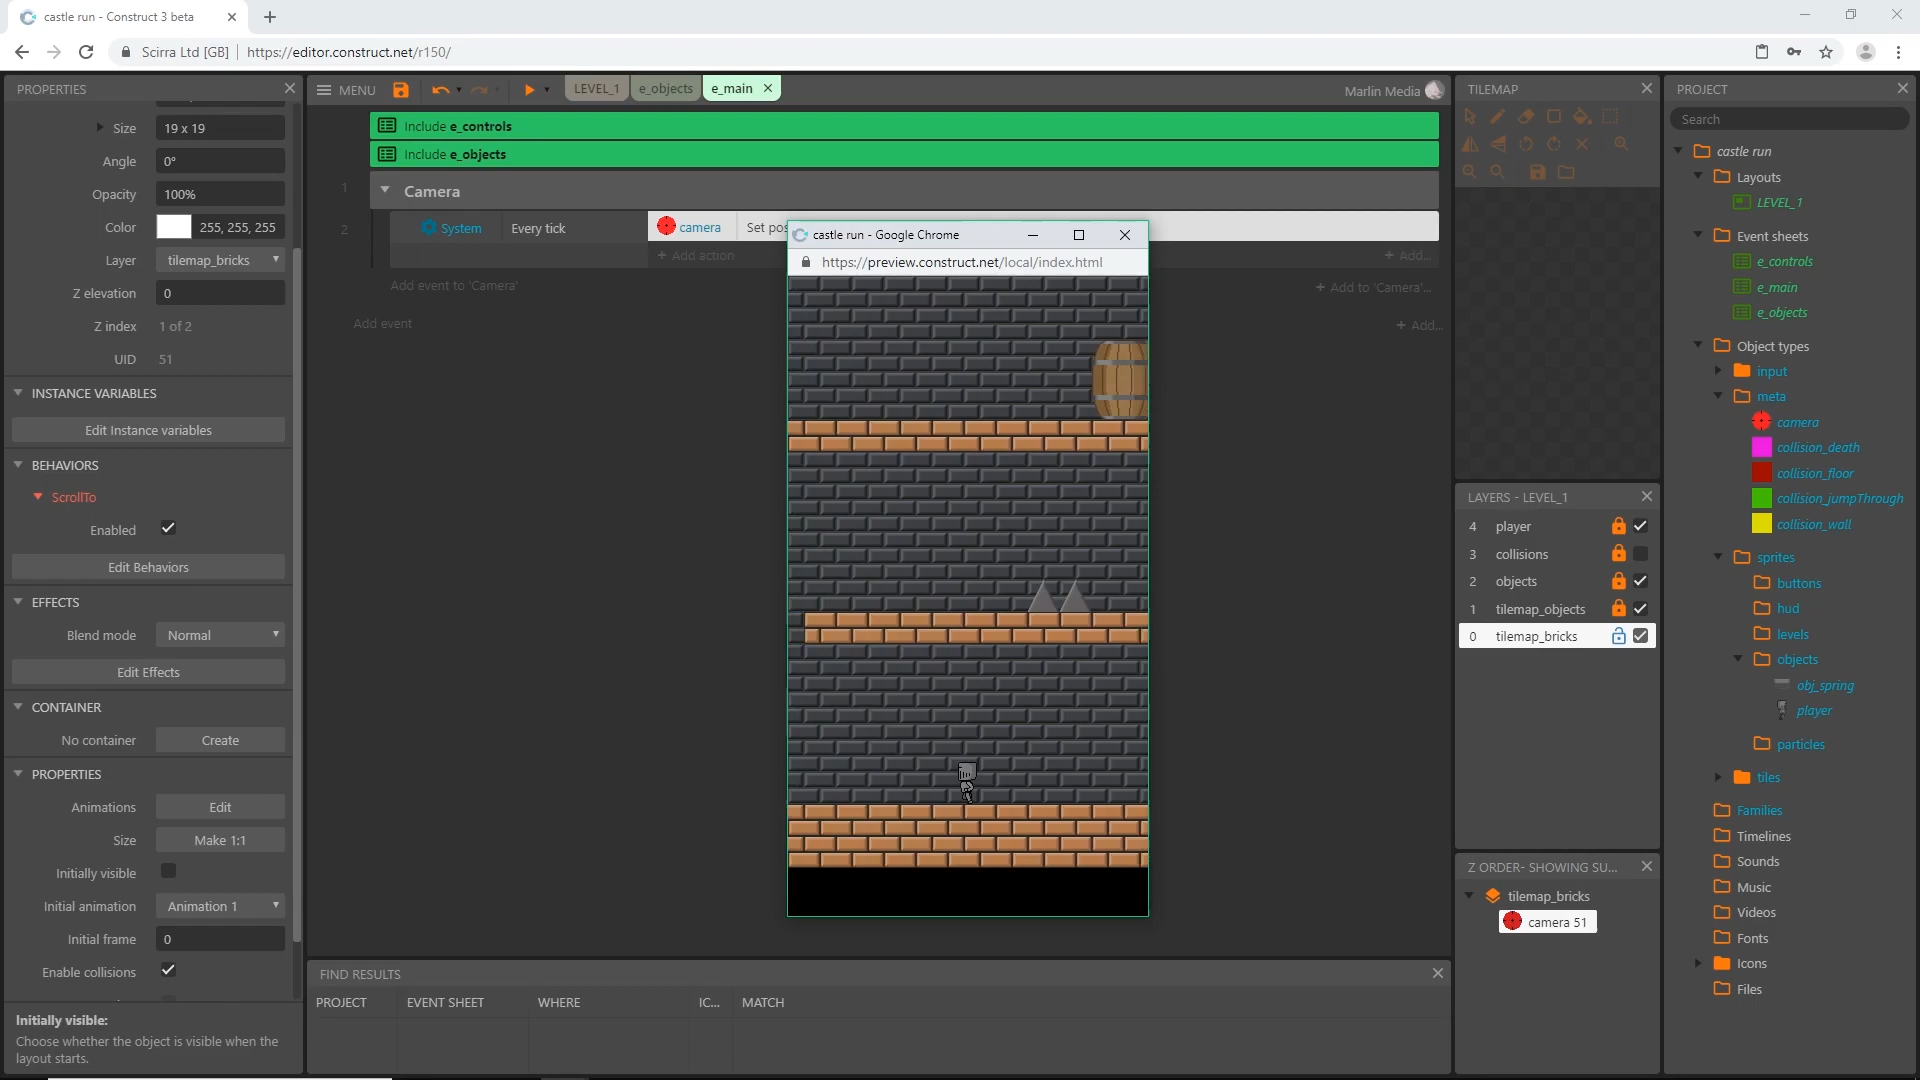 castle run - Construct 3 beta
Scirra Ltd [GB] https://editor.construct.net/r150/
PROPERTIES
Size 19 x 19
Angle 0°
Opacity 100%
Color 255, 255, 255
Layer tilemap_bricks
Z elevation 0
Z index 1 of 2
UID 51
INSTANCE VARIABLES
Edit Instance variables
BEHAVIORS
ScrollTo
Enabled
Edit Behaviors
EFFECTS
Blend mode Normal
Edit Effects
CONTAINER
No container Create
PROPERTIES
Animations Edit
Size Make 1:1
Initially visible
Initial animation Animation 1
Initial frame 0
Enable collisions
Initially visible:
Choose whether the object is visible when the
layout starts.
MENU
LEVEL_1 e_objects e_main
Marlin Media
Include e_controls
Include e_objects
1 Camera
2 System Every tick camera Set pos
+ Add action + Add...
Add event to 'Camera' + Add to 'Camera'...
Add event + Add...
castle run - Google Chrome
https://preview.construct.net/local/index.html
FIND RESULTS
PROJECT EVENT SHEET WHERE IC... MATCH
TILEMAP
LAYERS - LEVEL_1
4 player
3 collisions
2 objects
1 tilemap_objects
0 tilemap_bricks
Z ORDER- SHOWING SU...
tilemap_bricks
camera 51
PROJECT
Search
castle run
Layouts
LEVEL_1
Event sheets
e_controls
e_main
e_objects
Object types
input
meta
camera
collision_death
collision_floor
collision_jumpThrough
collision_wall
sprites
buttons
hud
levels
objects
obj_spring
player
particles
tiles
Families
Timelines
Sounds
Music
Videos
Fonts
Icons
Files